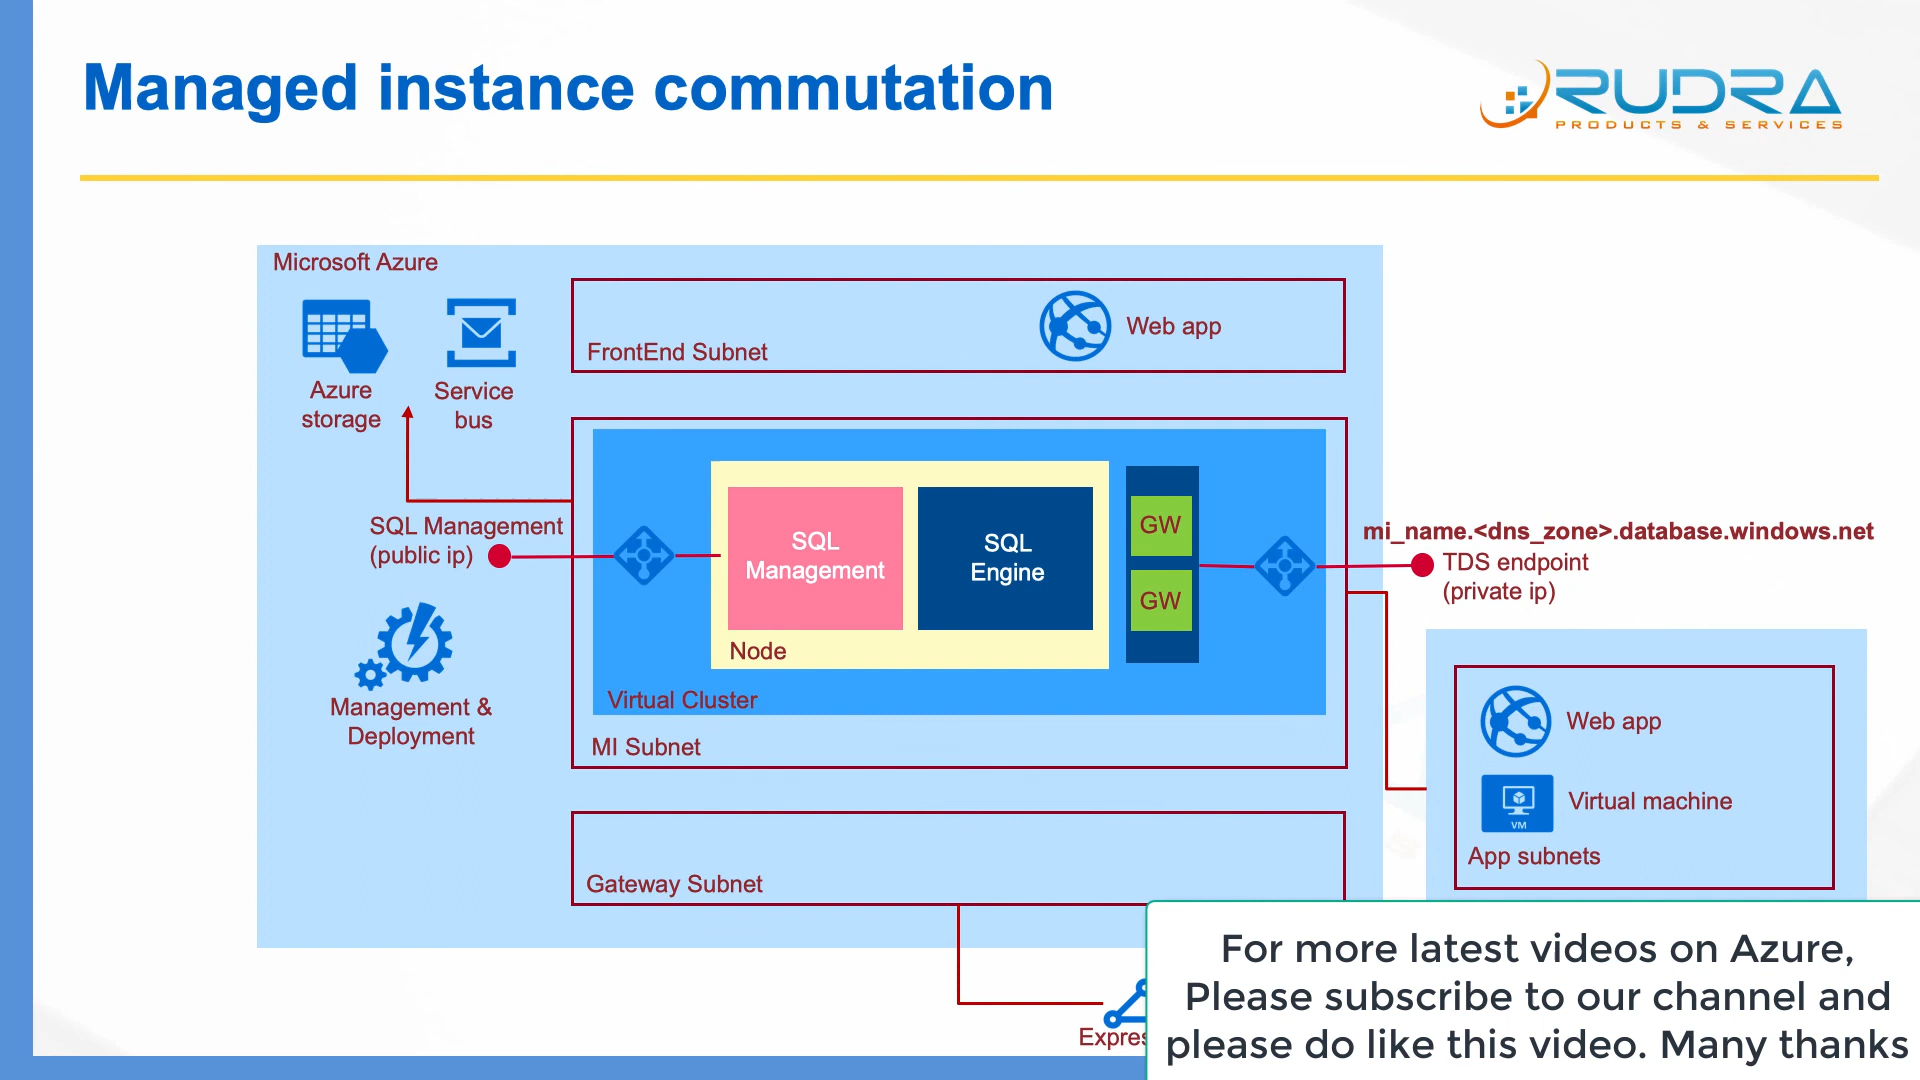 Managed instance commutation
RUDRA
PRODUCTS & SERVICES
Microsoft Azure
Azure
storage
Service
bus
FrontEnd Subnet
Web app
SQL Management
(public ip)
SQL
Management
SQL
Engine
GW
GW
Node
Virtual Cluster
MI Subnet
mi_name.<dns_zone>.database.windows.net
TDS endpoint
(private ip)
Management &
Deployment
Web app
VM
Virtual machine
App subnets
Gateway Subnet
For more latest videos on Azure,
Please subscribe to our channel and
please do like this video. Many thanks